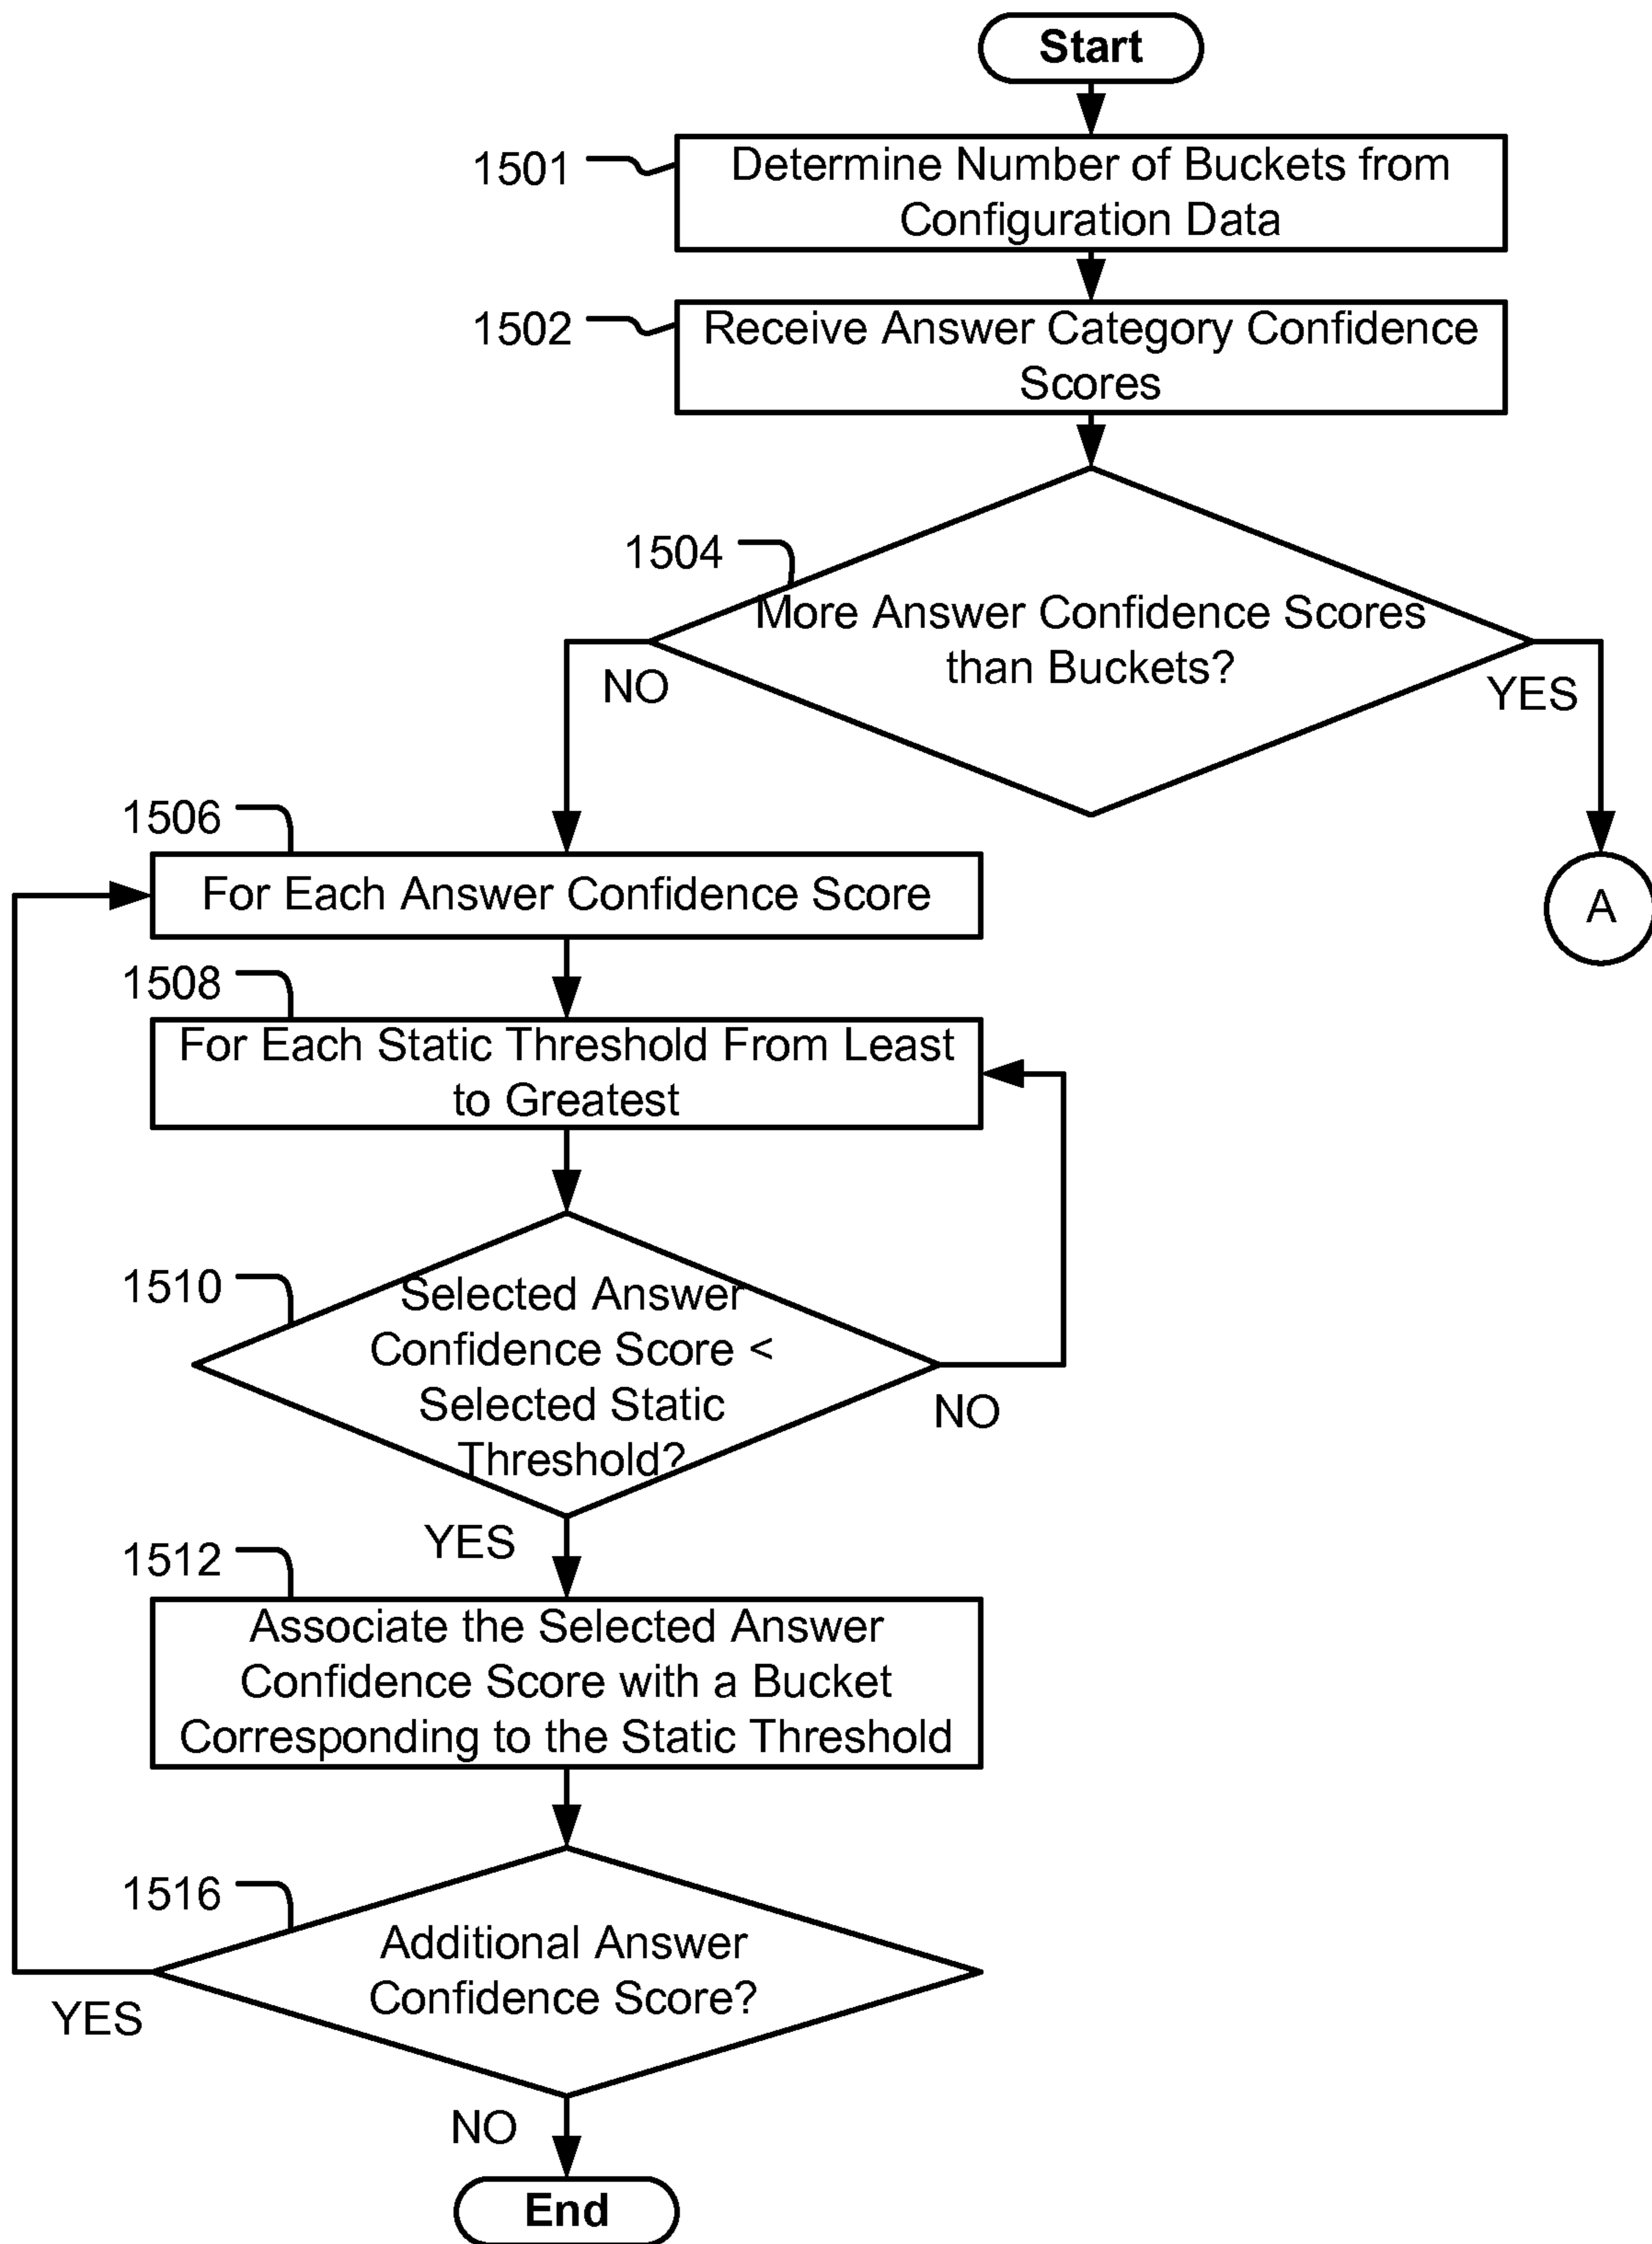 Start
1501
Determine Number of Buckets from
Configuration Data
1502
Receive Answer Category Confidence
Scores
1504
More Answer Confidence Scores
than Buckets?
NO
YES
1506
For Each Answer Confidence Score
A
1508
For Each Static Threshold From Least
to Greatest
1510
Selected Answer
Confidence Score <
Selected Static
Threshold?
NO
YES
1512
Associate the Selected Answer
Confidence Score with a Bucket
Corresponding to the Static Threshold
1516
Additional Answer
Confidence Score?
YES
NO
End